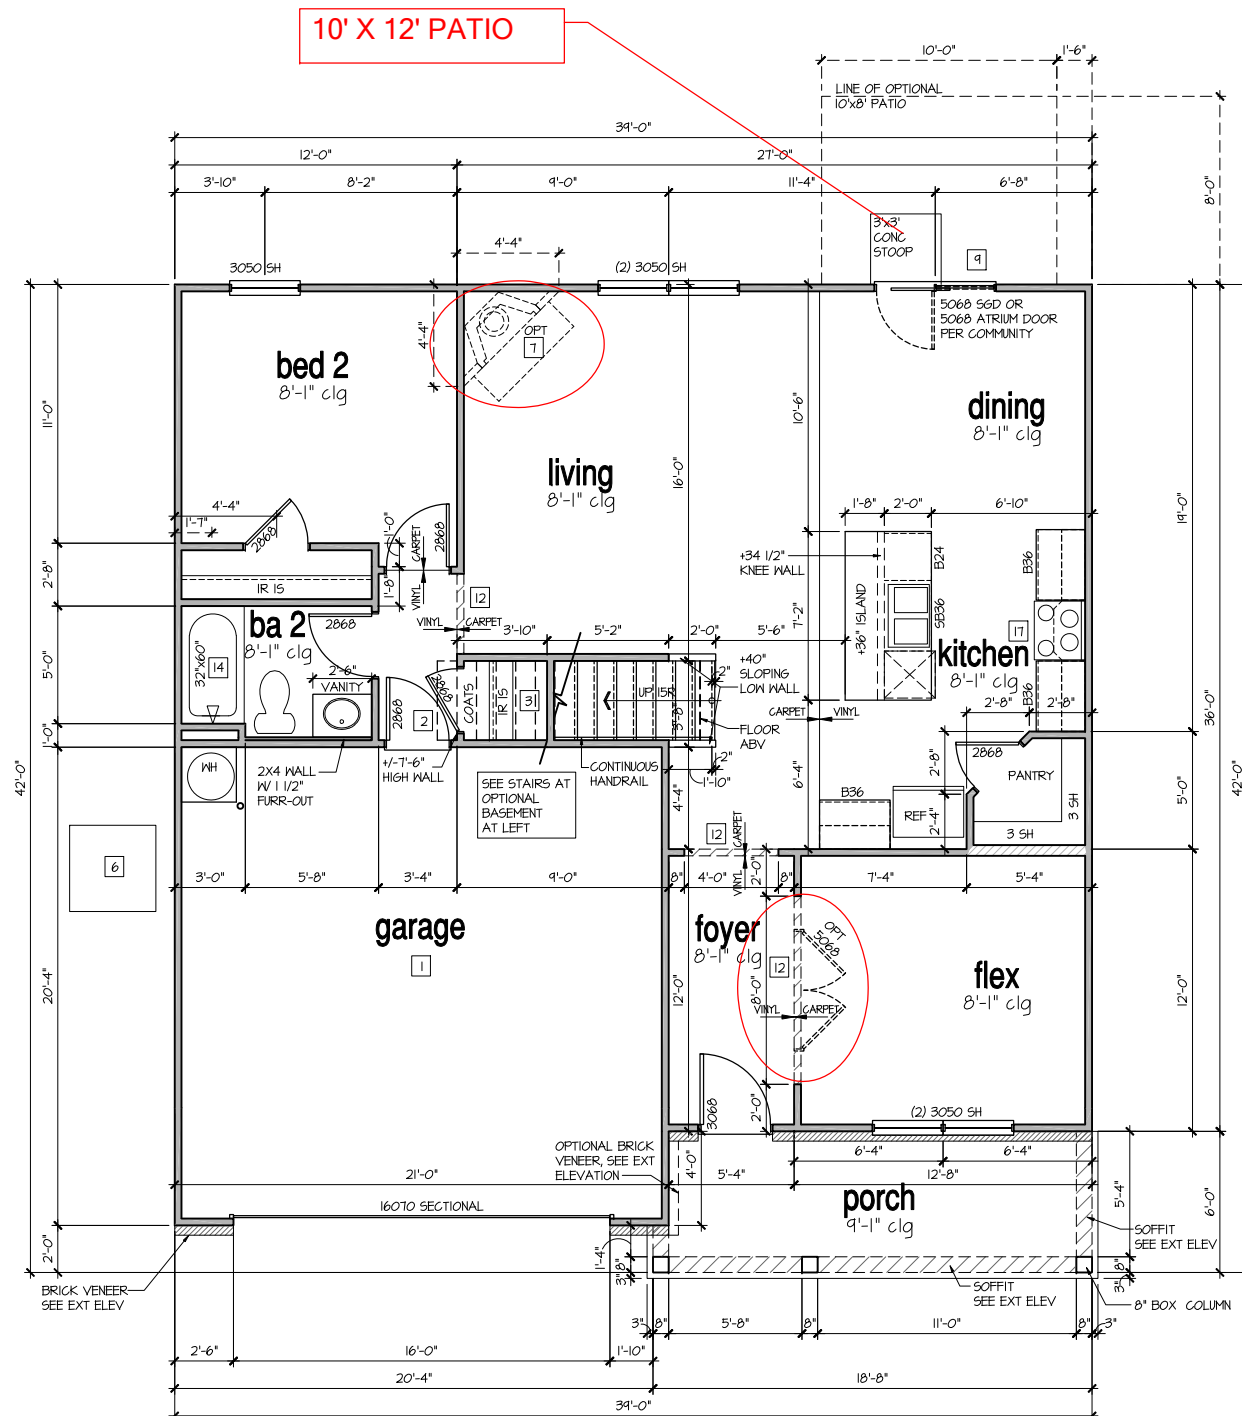 10' X 12' PATIO
10'-0"
1'-6"
LINE OF OPTIONAL
10'x8' PATIO
39'-0"
12'-0"
27'-0"
3'-10"
8'-2"
9'-0"
11'-4"
6'-8"
8'-0"
3'x3'
CONC
STOOP
9
4'-4"
3050 SH
(2) 3050 SH
5068 SGD OR
5068 ATRIUM DOOR
PER COMMUNITY
OPT
7
4'-4"
bed 2
8'-1" clg
dining
8'-1" clg
living
8'-1" clg
11'-0"
10'-6"
16'-0"
19'-0"
4'-4"
1'-7"
2868
1'-0"
CARPET
2868
1'-8"
VINYL
1'-8"
2'-0"
6'-10"
+34 1/2"
KNEE WALL
B24
B36
2'-8"
1R 1S
12
ba 2
8'-1" clg
2868
VINYL
CARPET
3'-10"
5'-2"
2'-0"
5'-6"
7'-2"
+36" ISLAND
SB36
17
kitchen
8'-1" clg
32"x60"
14
5'-0"
2'-6"
VANITY
2868
2868
COATS
1R 1S
31
UP 15R
3'-8"
2"
+40"
SLOPING
LOW WALL
B36
2'-8"
2'-8"
CARPET
VINYL
2
36'-0"
1'-0"
FLOOR
ABV
WH
2X4 WALL
W/ 1 1/2"
FURR-OUT
+/-7'-6"
HIGH WALL
CONTINUOUS
HANDRAIL
2"
1'-10"
6'-4"
2868
PANTRY
2'-8"
42'-0"
42'-0"
SEE STAIRS AT
OPTIONAL
BASEMENT
AT LEFT
4'-4"
B36
REF
2'-4"
3 SH
3 SH
5'-0"
6
12
CARPET
VINYL
3'-0"
5'-8"
3'-4"
9'-0"
8"
4'-0"
8"
2'-0"
7'-4"
5'-4"
garage
1
foyer
8'-1" clg
OPT
5068
12
8'-0"
VINYL
CARPET
flex
8'-1" clg
20'-4"
12'-0"
12'-0"
3068
2'-0"
(2) 3050 SH
OPTIONAL BRICK
VENEER, SEE EXT
ELEVATION
4'-0"
6'-4"
6'-4"
21'-0"
5'-4"
12'-8"
16070 SECTIONAL
porch
9'-1" clg
5'-4"
6'-0"
SOFFIT
SEE EXT ELEV
2'-0"
1'-4"
8"
3"
8"
3"
BRICK VENEER
SEE EXT ELEV
SOFFIT
SEE EXT ELEV
8" BOX COLUMN
3"
8"
5'-8"
8"
11'-0"
8"
3"
2'-6"
16'-0"
1'-10"
20'-4"
18'-8"
39'-0"